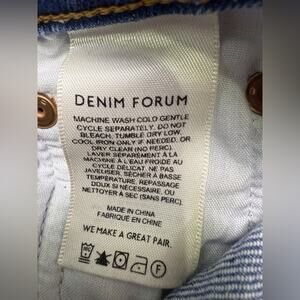 DENIM FORUM
MACHINE WASH COLD GENTLE
CYCLE SEPARATELY. DO NOT
BLEACH. TUMBLE DRY LOW.
COOL IRON ONLY IF NEEDED. OR
DRY CLEAN (NO PERC).
LAVER SÉPARÉMENT À LA
MACHINE À L'EAU FROIDE AU
CYCLE DÉLICAT. NE PAS
JAVELISER. SÉCHER À BASSE
TEMPÉRATURE. REPASSAGE
DOUX SI NÉCESSAIRE. OU
NETTOYER À SEC (SANS PERC).
MADE IN CHINA
FABRIQUÉ EN CHINE
WE MAKE A GREAT PAIR.
F